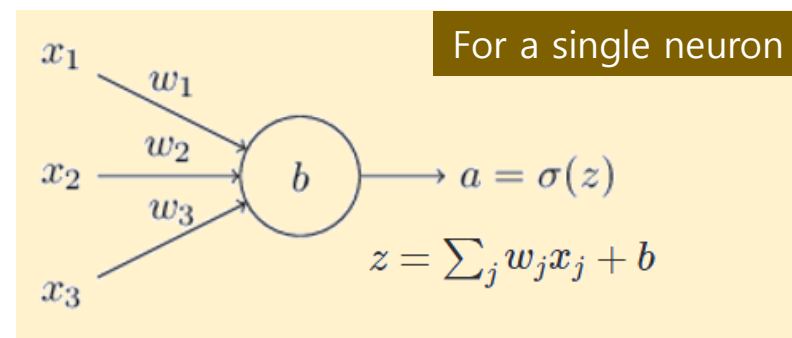 For a single neuron
x₁
w₁
w₂
x₂
b
a = σ(z)
w₃
z = ∑ⱼ wⱼxⱼ + b
x₃